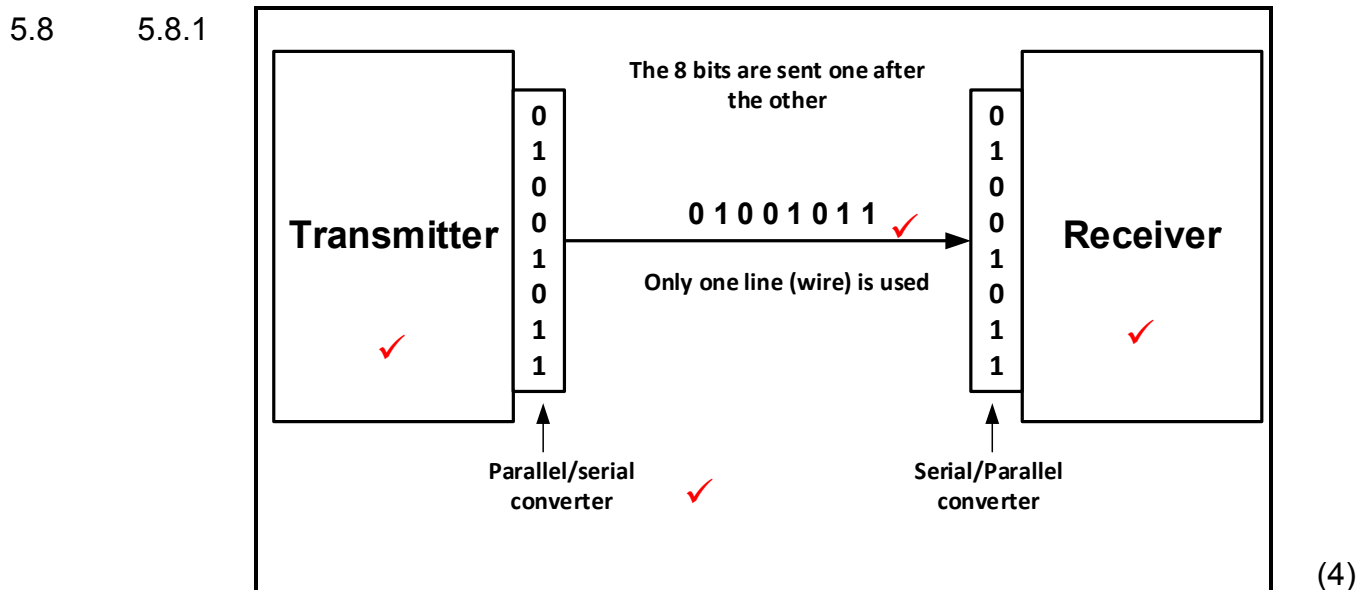 5.8 5.8.1
The 8 bits are sent one after
the other
0
1
0
0
1
0
1
1
Transmitter
0 1 0 0 1 0 1 1
Only one line (wire) is used
0
1
0
0
1
0
1
1
Receiver
Parallel/serial
converter
Serial/Parallel
converter
(4)